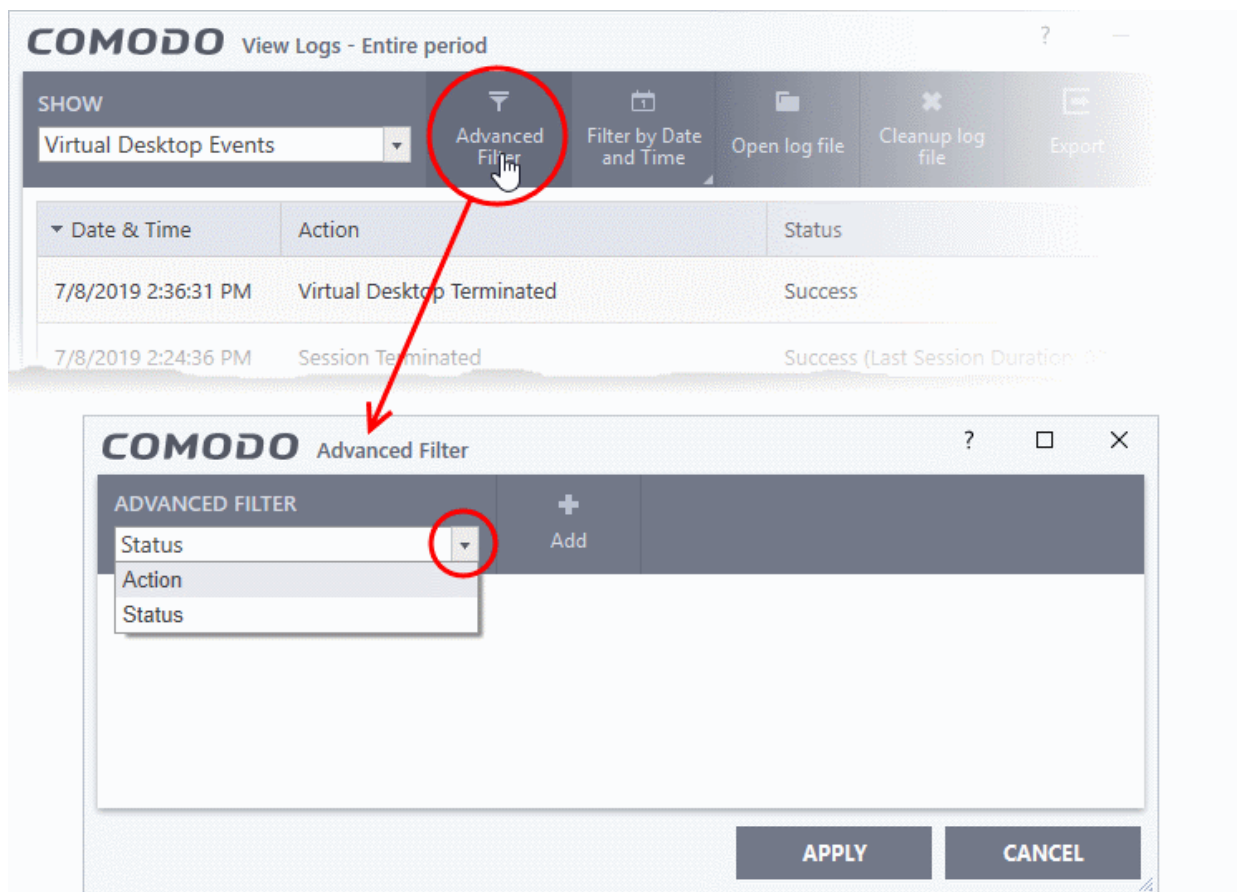 COMODO View Logs - Entire period ?
SHOW
Virtual Desktop Events
Advanced
Filter
Filter by Date
and Time
Open log file
Cleanup log
file
Export
Date & Time Action Status
7/8/2019 2:36:31 PM Virtual Desktop Terminated Success
7/8/2019 2:24:36 PM Session Terminated Success (Last Session Duration:
COMODO Advanced Filter ?
ADVANCED FILTER
Status
Add
Action
Status
APPLY CANCEL